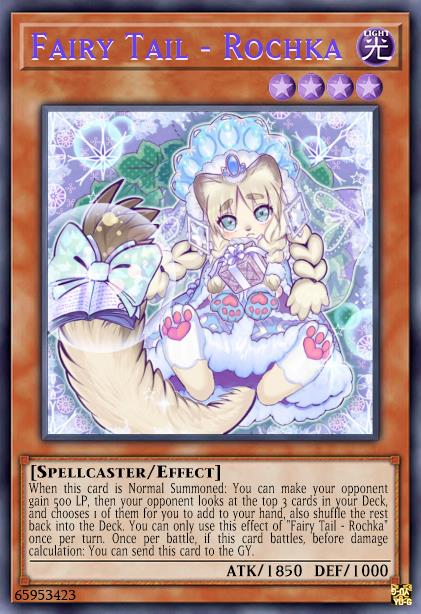 Fairy Tail - Rochka
LIGHT
光
[Spellcaster/Effect]
When this card is Normal Summoned: You can make your opponent
gain 500 LP, then your opponent looks at the top 3 cards in your Deck,
and chooses 1 of them for you to add to your hand, also shuffle the rest
back into the Deck. You can only use this effect of "Fairy Tail - Rochka"
once per turn. Once per battle, if this card battles, before damage
calculation: You can send this card to the GY.
ATK/1850 DEF/1000
65953423